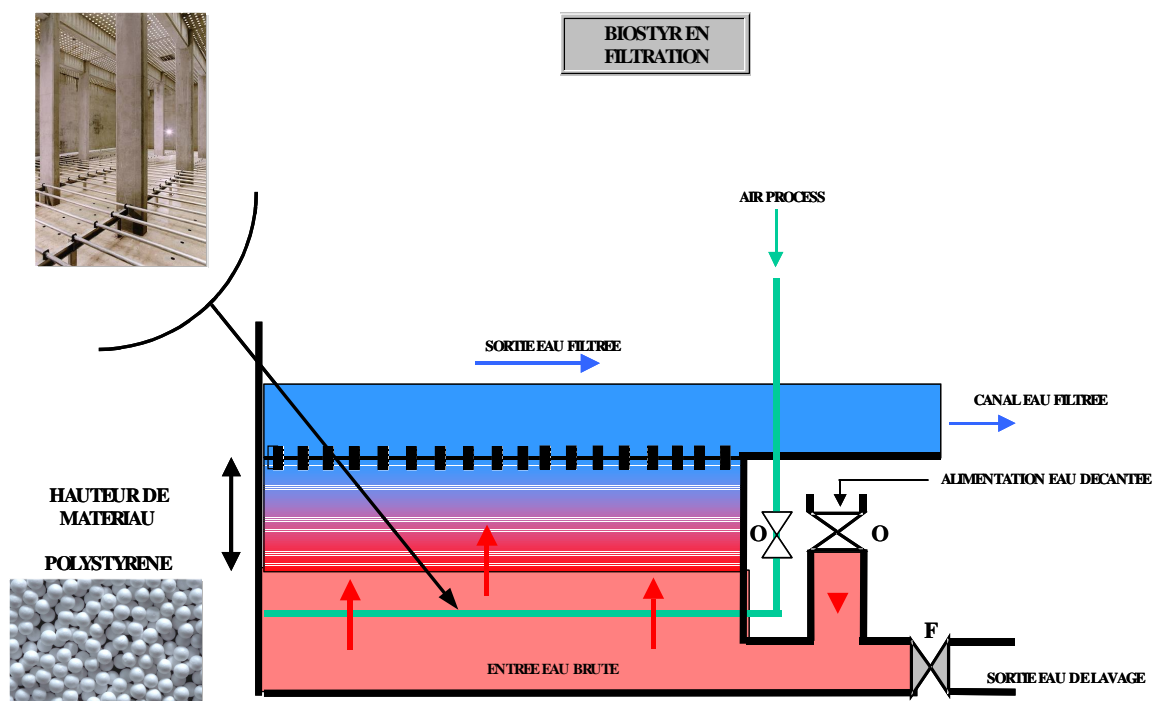 BIOSTYR EN
FILTRATION
AIR PROCESS
SORTIE EAU FILTREE
CANAL EAU FILTREE
ALIMENTATION EAU DECANTEE
HAUTEUR DE
MATERIAU
O
O
POLYSTYRENE
F
ENTREE EAU BRUTE
SORTIE EAU DE LAVAGE